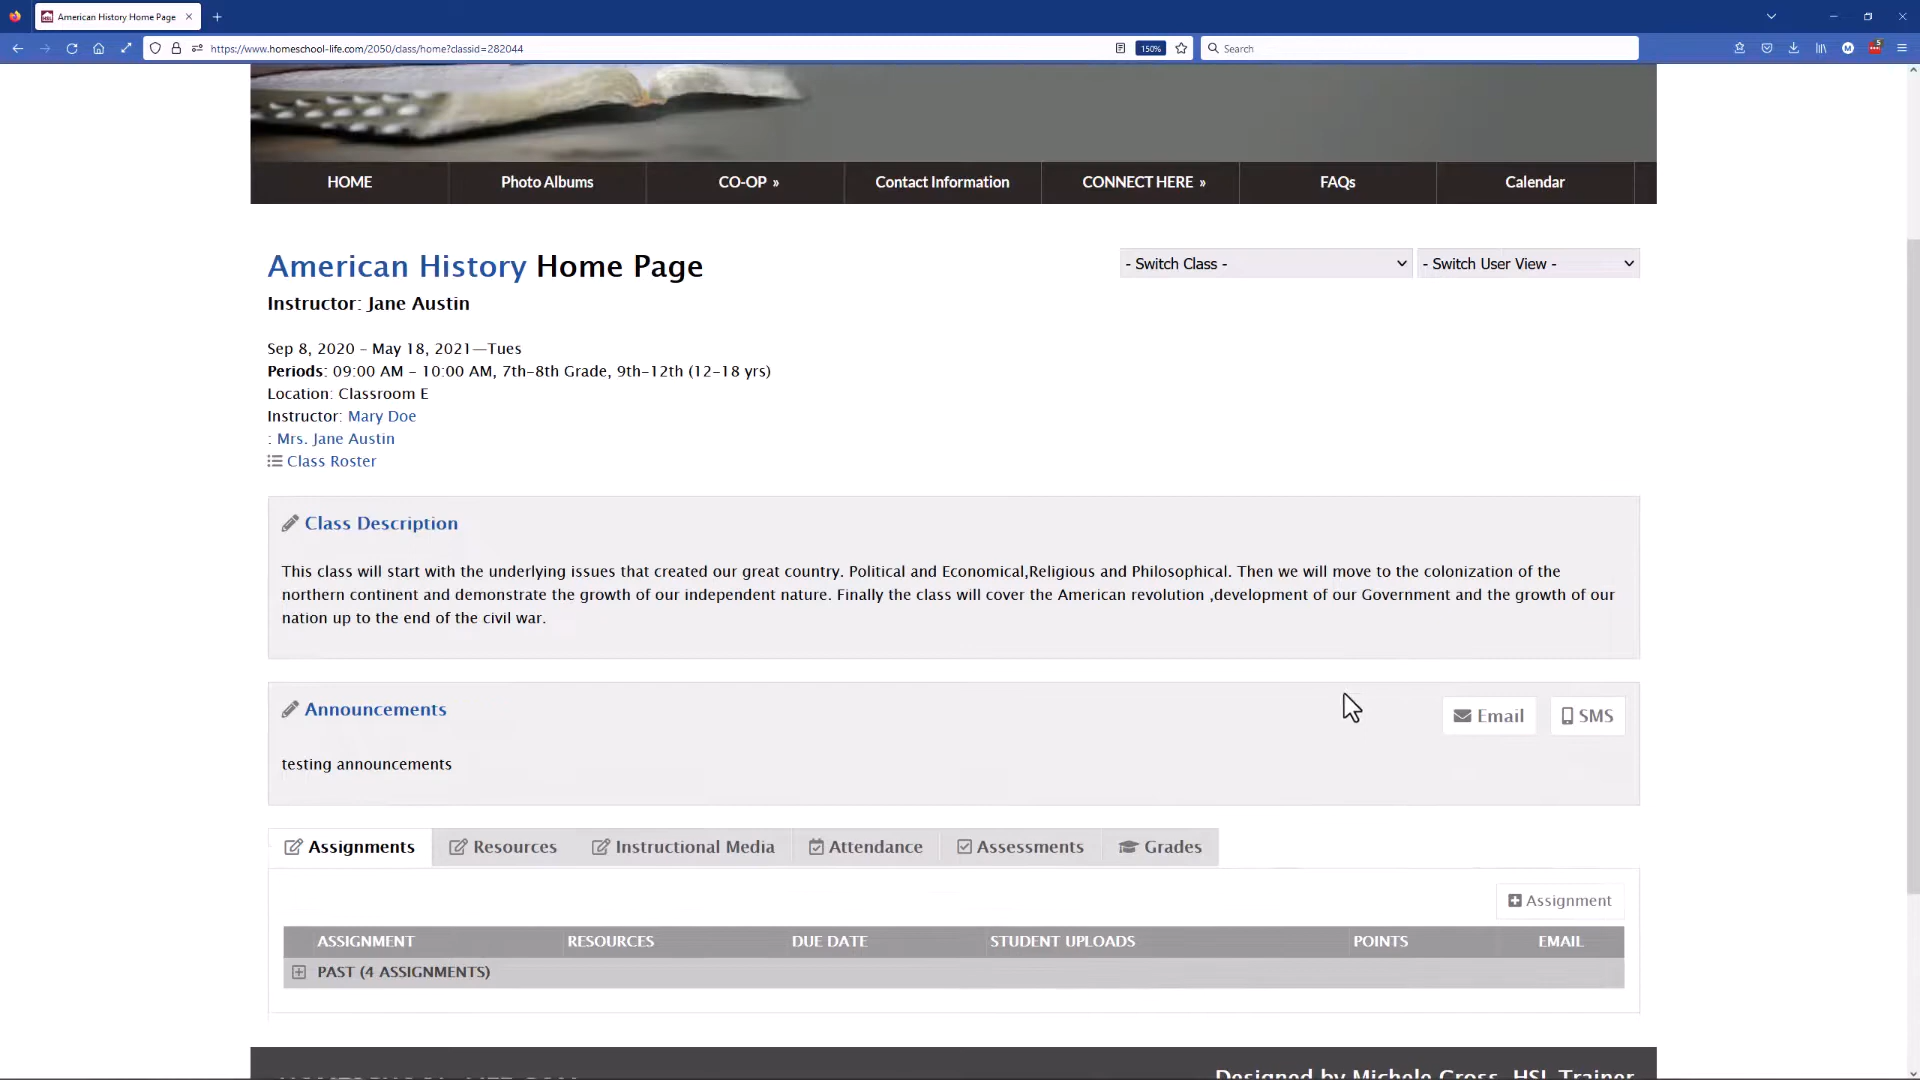 American History Home Page
https://www.homeschool-life.com/2050/class/home?classid=282044
150%
Search
M
5
HOME
Photo Albums
CO-OP »
Contact Information
CONNECT HERE »
FAQs
Calendar
American History Home Page
- Switch Class -
- Switch User View -
Instructor: Jane Austin
Sep 8, 2020 – May 18, 2021—Tues
Periods: 09:00 AM – 10:00 AM, 7th–8th Grade, 9th–12th (12–18 yrs)
Location: Classroom E
Instructor: Mary Doe
: Mrs. Jane Austin
Class Roster
Class Description
This class will start with the underlying issues that created our great country. Political and Economical,Religious and Philosophical. Then we will move to the colonization of the
northern continent and demonstrate the growth of our independent nature. Finally the class will cover the American revolution ,development of our Government and the growth of our
nation up to the end of the civil war.
Announcements
Email
SMS
testing announcements
Assignments
Resources
Instructional Media
Attendance
Assessments
Grades
Assignment
ASSIGNMENT
RESOURCES
DUE DATE
STUDENT UPLOADS
POINTS
EMAIL
PAST (4 ASSIGNMENTS)
Designed by Michele Gross, HSL Trainer